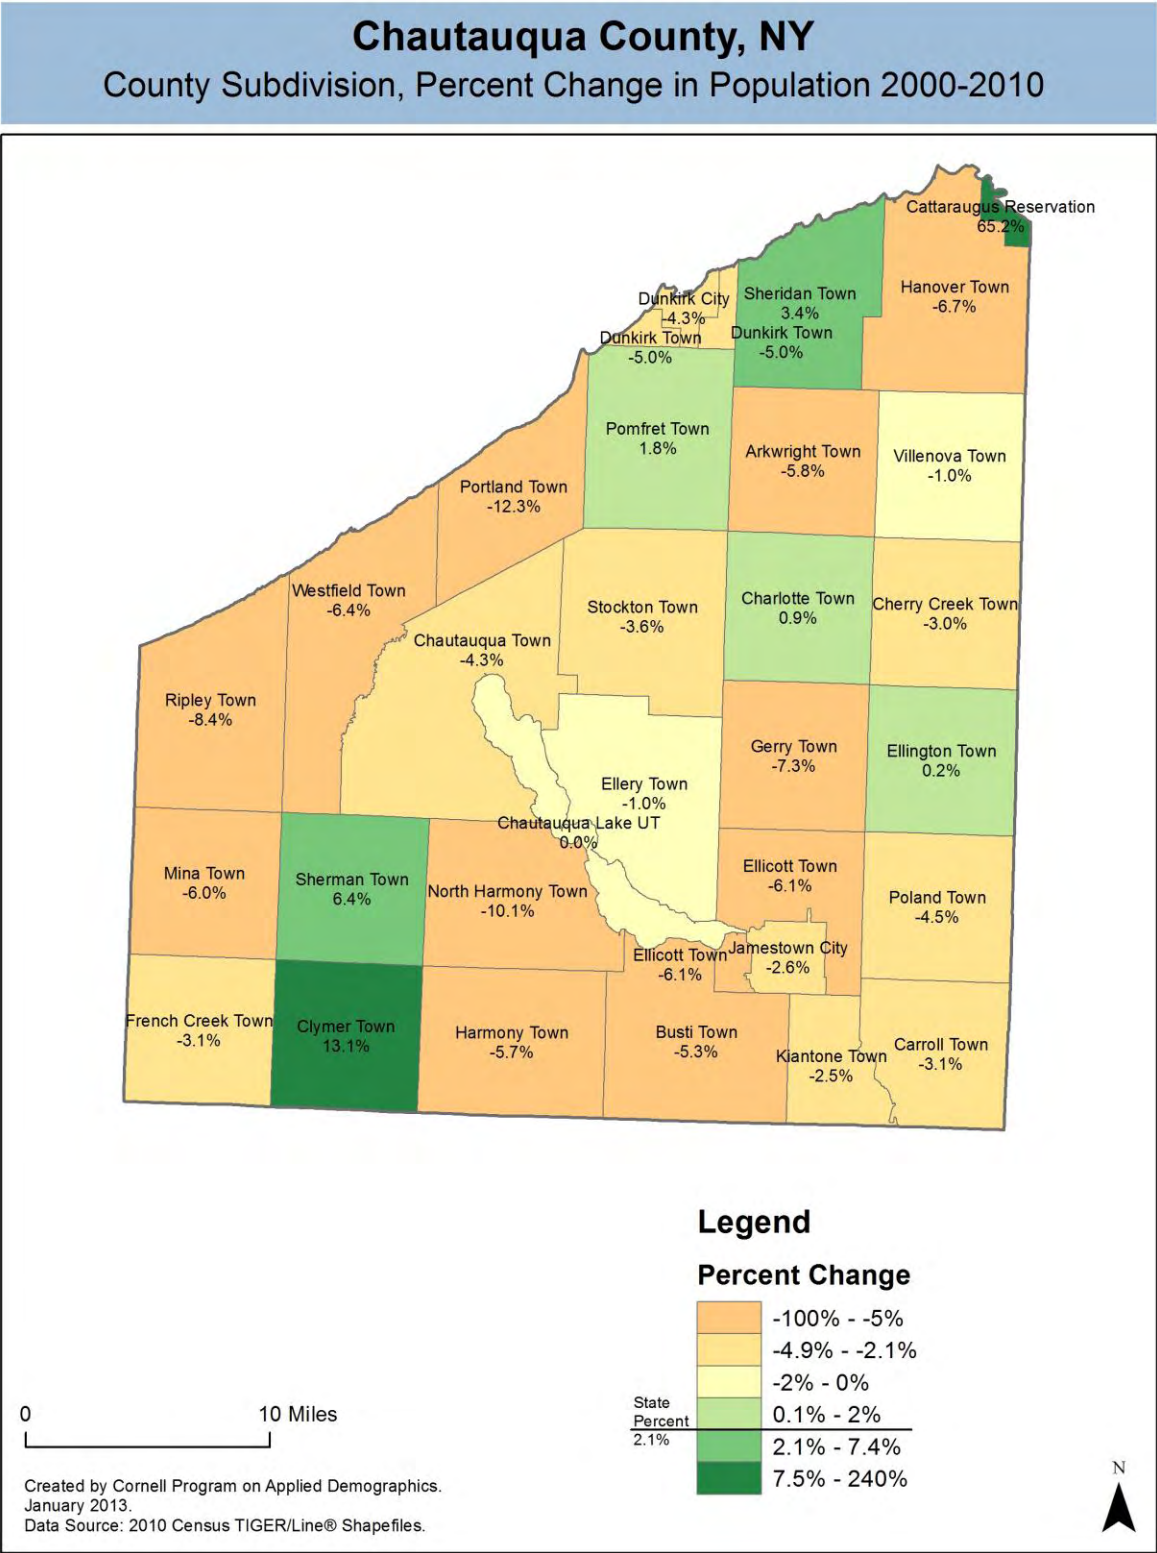 Chautauqua County, NY
County Subdivision, Percent Change in Population 2000-2010
Cattaraugus Reservation
65.2%
Hanover Town
-6.7%
Sheridan Town
3.4%
Dunkirk City
-4.3%
Dunkirk Town
-5.0%
Dunkirk Town
-5.0%
Pomfret Town
1.8%
Arkwright Town
-5.8%
Villenova Town
-1.0%
Portland Town
-12.3%
Westfield Town
-6.4%
Stockton Town
-3.6%
Charlotte Town
0.9%
Cherry Creek Town
-3.0%
Chautauqua Town
-4.3%
Ripley Town
-8.4%
Gerry Town
-7.3%
Ellington Town
0.2%
Ellery Town
-1.0%
Chautauqua Lake UT
0.0%
Mina Town
-6.0%
Sherman Town
6.4%
North Harmony Town
-10.1%
Ellicott Town
-6.1%
Poland Town
-4.5%
Ellicott Town
-6.1%
Jamestown City
-2.6%
French Creek Town
-3.1%
Clymer Town
13.1%
Harmony Town
-5.7%
Busti Town
-5.3%
Kiantone Town
-2.5%
Carroll Town
-3.1%
Legend
Percent Change
-100% - -5%
-4.9% - -2.1%
-2% - 0%
0.1% - 2%
2.1% - 7.4%
7.5% - 240%
State
Percent
2.1%
0 10 Miles
Created by Cornell Program on Applied Demographics.
January 2013.
Data Source: 2010 Census TIGER/Line® Shapefiles.
N